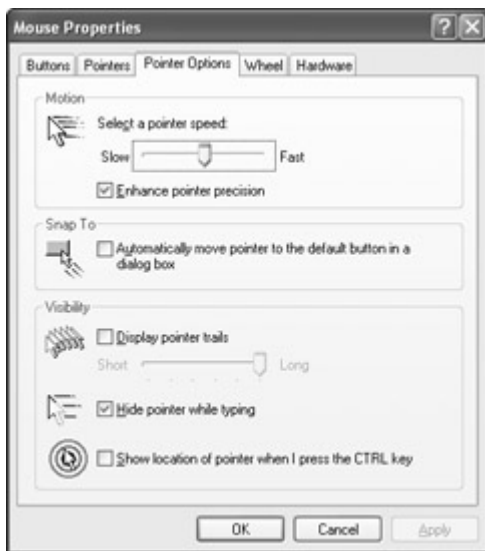 Mouse Properties
Buttons Pointers Pointer Options Wheel Hardware
Motion
Select a pointer speed:
Slow Fast
Enhance pointer precision
Snap To
Automatically move pointer to the default button in a
dialog box
Visibility
Display pointer trails
Short Long
Hide pointer while typing
Show location of pointer when I press the CTRL key
OK Cancel Apply